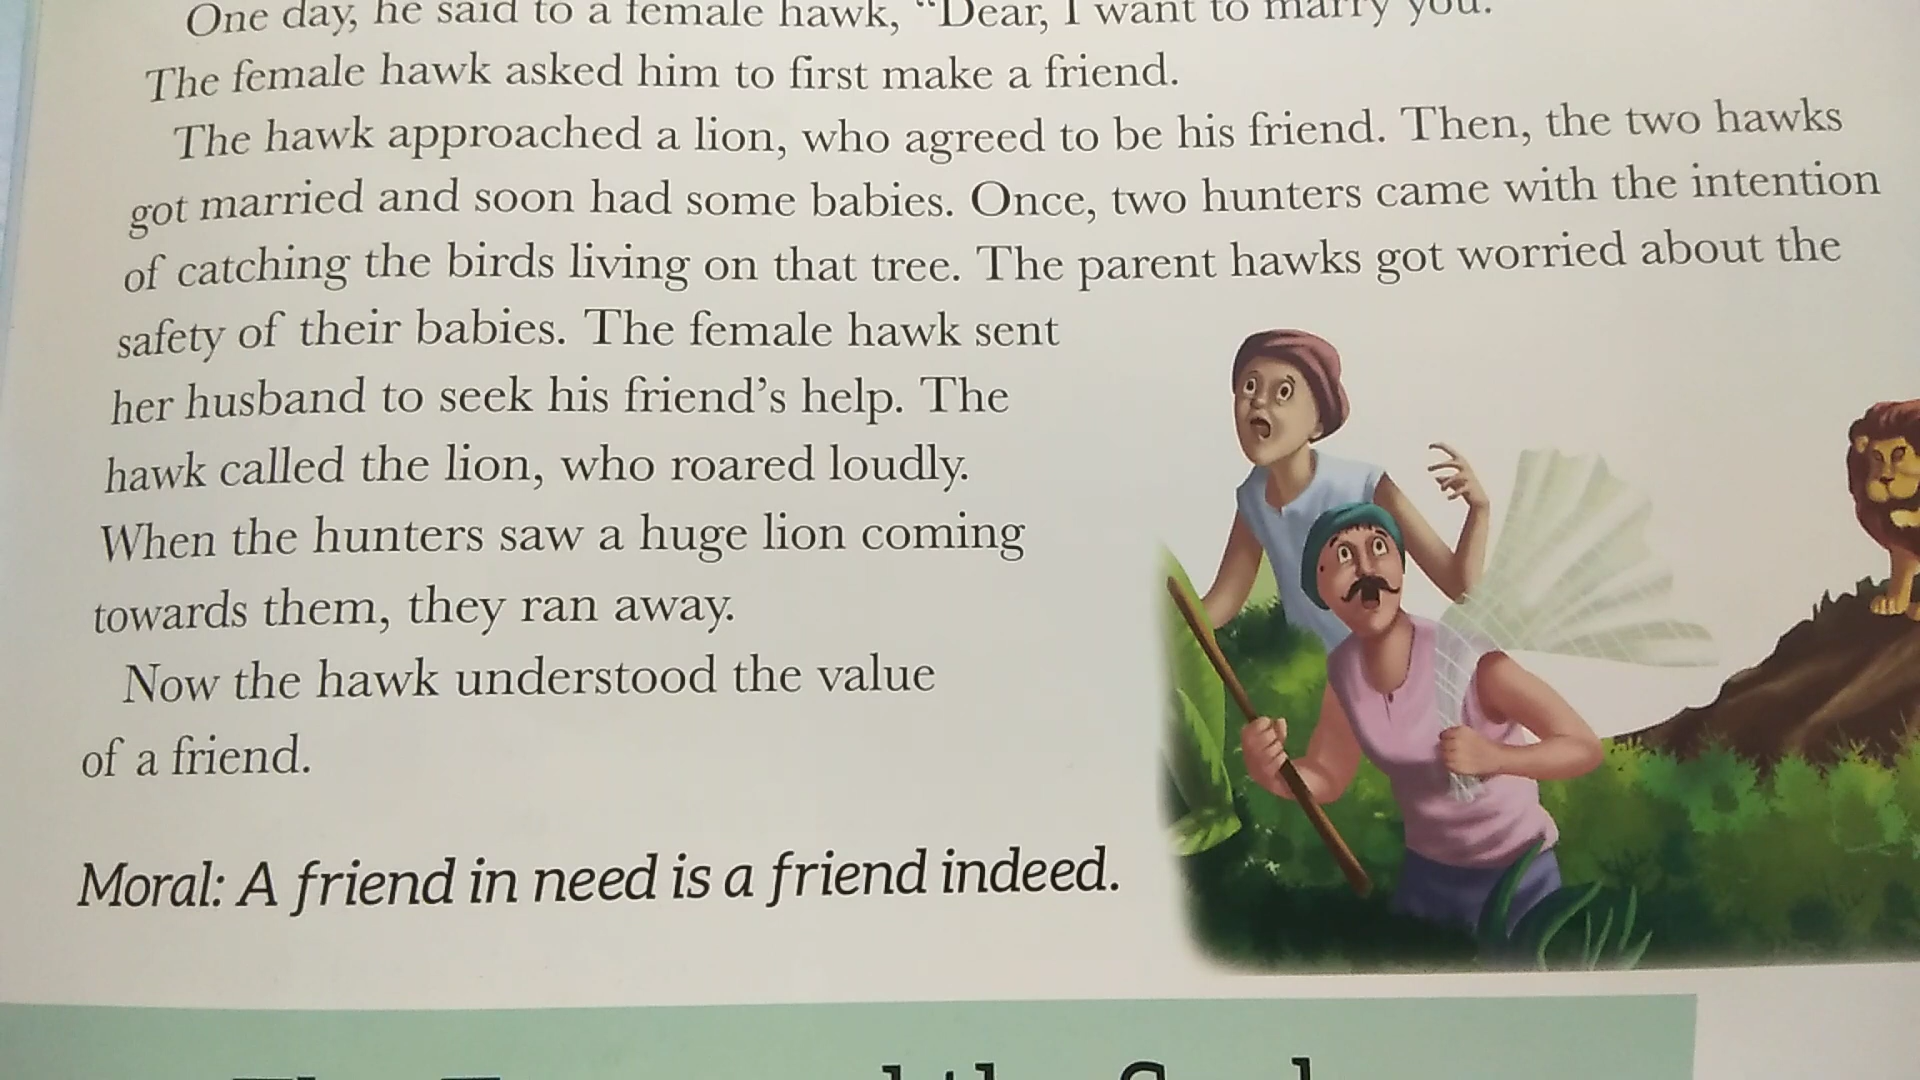 One day, he said to a female hawk, “Dear, I want to marry you.
The female hawk asked him to first make a friend.
The hawk approached a lion, who agreed to be his friend. Then, the two hawks
got married and soon had some babies. Once, two hunters came with the intention
of catching the birds living on that tree. The parent hawks got worried about the
safety of their babies. The female hawk sent
her husband to seek his friend’s help. The
hawk called the lion, who roared loudly.
When the hunters saw a huge lion coming
towards them, they ran away.
Now the hawk understood the value
of a friend.
Moral: A friend in need is a friend indeed.